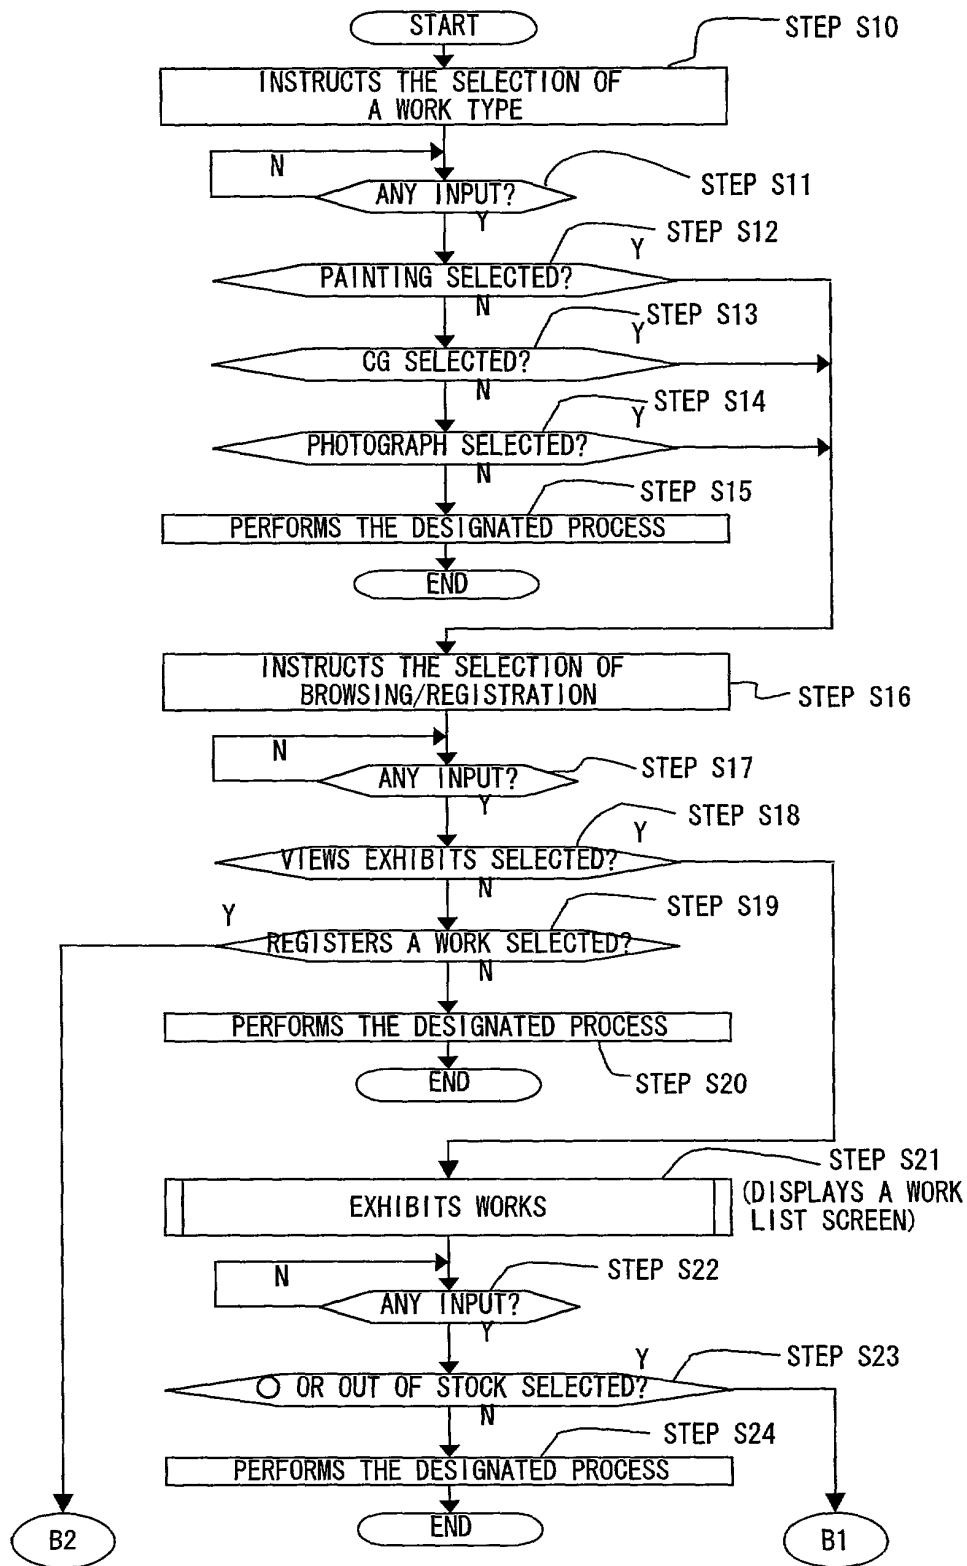 START
STEP S10
INSTRUCTS THE SELECTION OF
A WORK TYPE
N
ANY INPUT?
STEP S11
Y
STEP S12
Y
PAINTING SELECTED?
N
STEP S13
Y
CG SELECTED?
N
STEP S14
Y
PHOTOGRAPH SELECTED?
N
STEP S15
PERFORMS THE DESIGNATED PROCESS
END
INSTRUCTS THE SELECTION OF
BROWSING/REGISTRATION
STEP S16
N
ANY INPUT?
STEP S17
Y
STEP S18
Y
VIEWS EXHIBITS SELECTED?
N
STEP S19
Y
REGISTERS A WORK SELECTED?
N
PERFORMS THE DESIGNATED PROCESS
END
STEP S20
STEP S21
(DISPLAYS A WORK
LIST SCREEN)
EXHIBITS WORKS
N
STEP S22
ANY INPUT?
Y
Y
STEP S23
○ OR OUT OF STOCK SELECTED?
N
STEP S24
PERFORMS THE DESIGNATED PROCESS
END
B2
B1